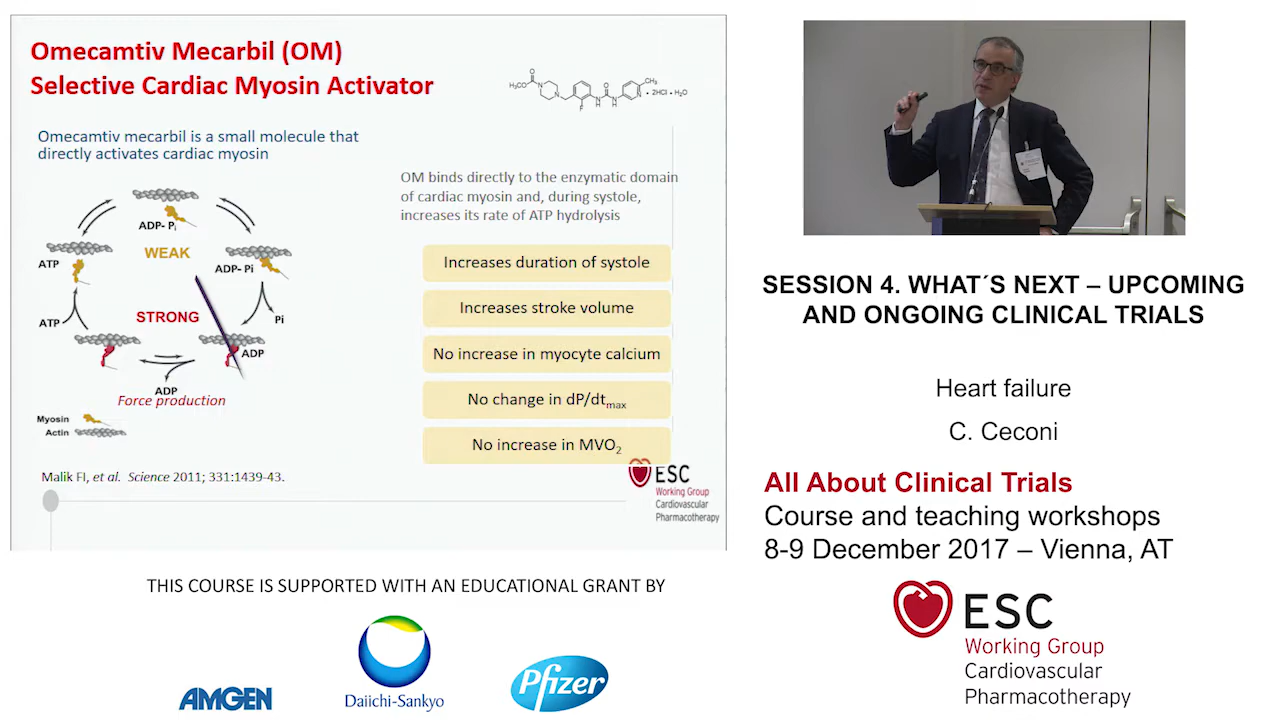 Omecamtiv Mecarbil (OM)
Selective Cardiac Myosin Activator
H₃CO
O
N
N
F
N
H
O
N
H
N
CH₃
• 2HCl • H₂O
Omecamtiv mecarbil is a small molecule that
directly activates cardiac myosin
ADP- Pi
WEAK
ATP
ADP- Pi
ATP
STRONG
Pi
ADP
ADP
Force production
Myosin
Actin
OM binds directly to the enzymatic domain
of cardiac myosin and, during systole,
increases its rate of ATP hydrolysis
Increases duration of systole
Increases stroke volume
No increase in myocyte calcium
No change in dP/dtmax
No increase in MVO₂
Malik FI, et al. Science 2011; 331:1439-43.
ESC
Working Group
Cardiovascular
Pharmacotherapy
SESSION 4. WHAT´S NEXT – UPCOMING
AND ONGOING CLINICAL TRIALS
Heart failure
C. Ceconi
All About Clinical Trials
Course and teaching workshops
8-9 December 2017 – Vienna, AT
ESC
Working Group
Cardiovascular
Pharmacotherapy
THIS COURSE IS SUPPORTED WITH AN EDUCATIONAL GRANT BY
AMGEN
Daiichi-Sankyo
Pfizer